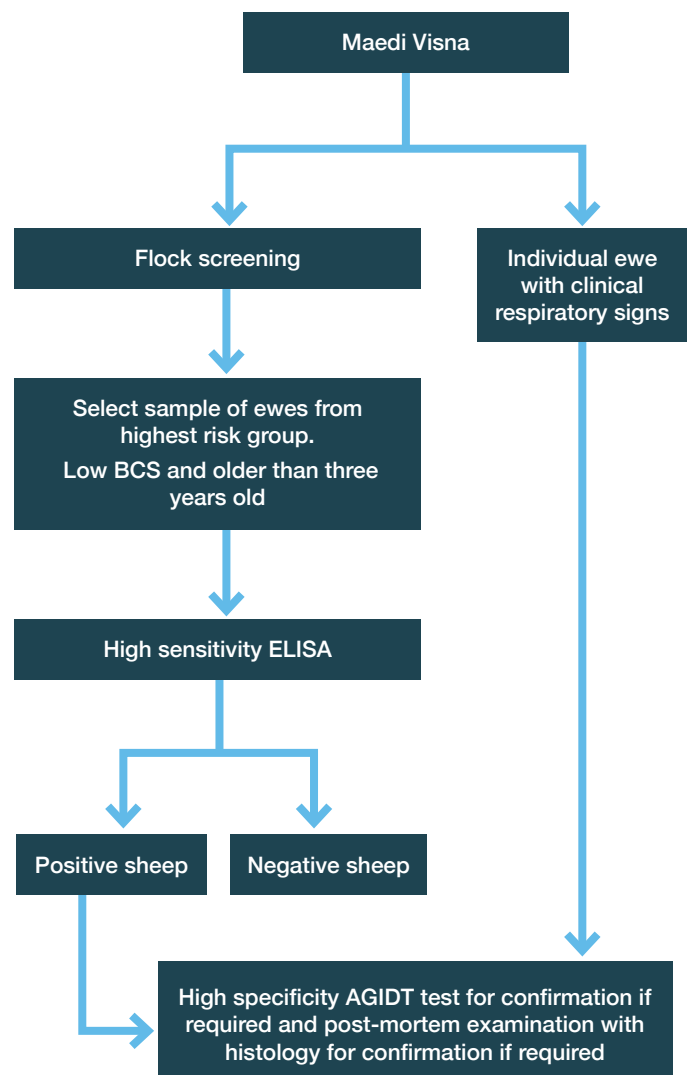 Maedi Visna
Flock screening
Individual ewe
with clinical
respiratory signs
Select sample of ewes from
highest risk group.
Low BCS and older than three
years old
High sensitivity ELISA
Positive sheep
Negative sheep
High specificity AGIDT test for confirmation if
required and post-mortem examination with
histology for confirmation if required